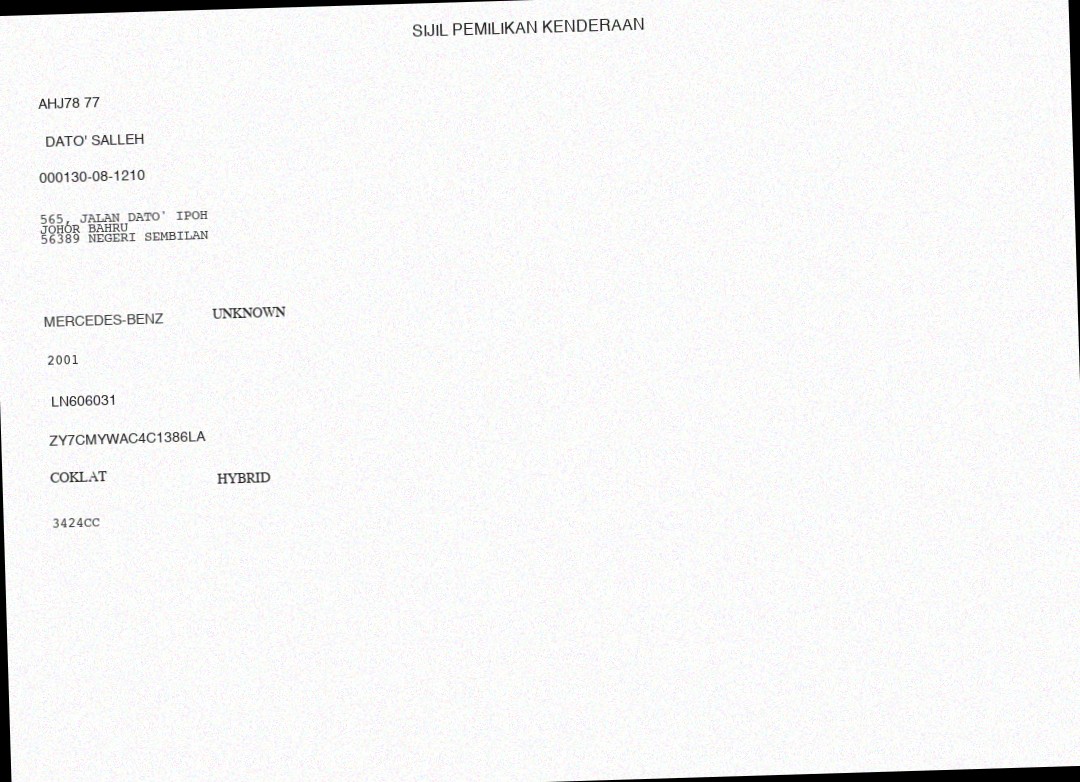 SIJIL PEMILIKAN KENDERAAN
AHJ78 77
DATO' SALLEH
000130-08-1210
565, JALAN DATO' IPOH
JOHOR BAHRU
56389 NEGERI SEMBILAN
MERCEDES-BENZ UNKNOWN
2001
LN606031
ZY7CMYWAC4C1386LA
COKLAT HYBRID
3424CC